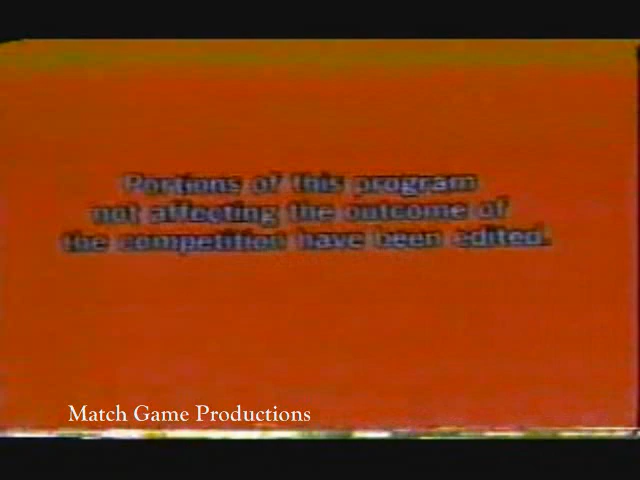 Portions of this program
not affecting the outcome of
the competition have been edited.
Match Game Productions